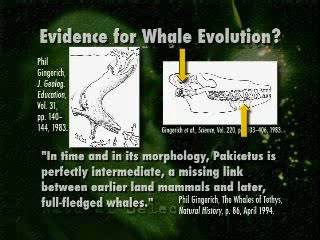 Evidence for Whale Evolution?
Phil
Gingerich,
J. Geolog.
Education,
Vol. 31,
pp. 140-
144, 1983.
Gingerich et al., Science, Vol. 220, pp. 403-406, 1983.
"In time and in its morphology, Pakicetus is
perfectly intermediate, a missing link
between earlier land mammals and later,
full-fledged whales."
Phil Gingerich, The Whales of Tethys,
Natural History, p. 86, April 1994.